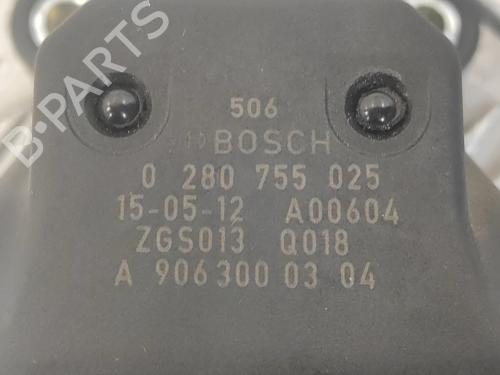 B-PARTS
506
BOSCH
0 280 755 025
15-05-12 A00604
ZGS013 Q018
A 906 300 03 04